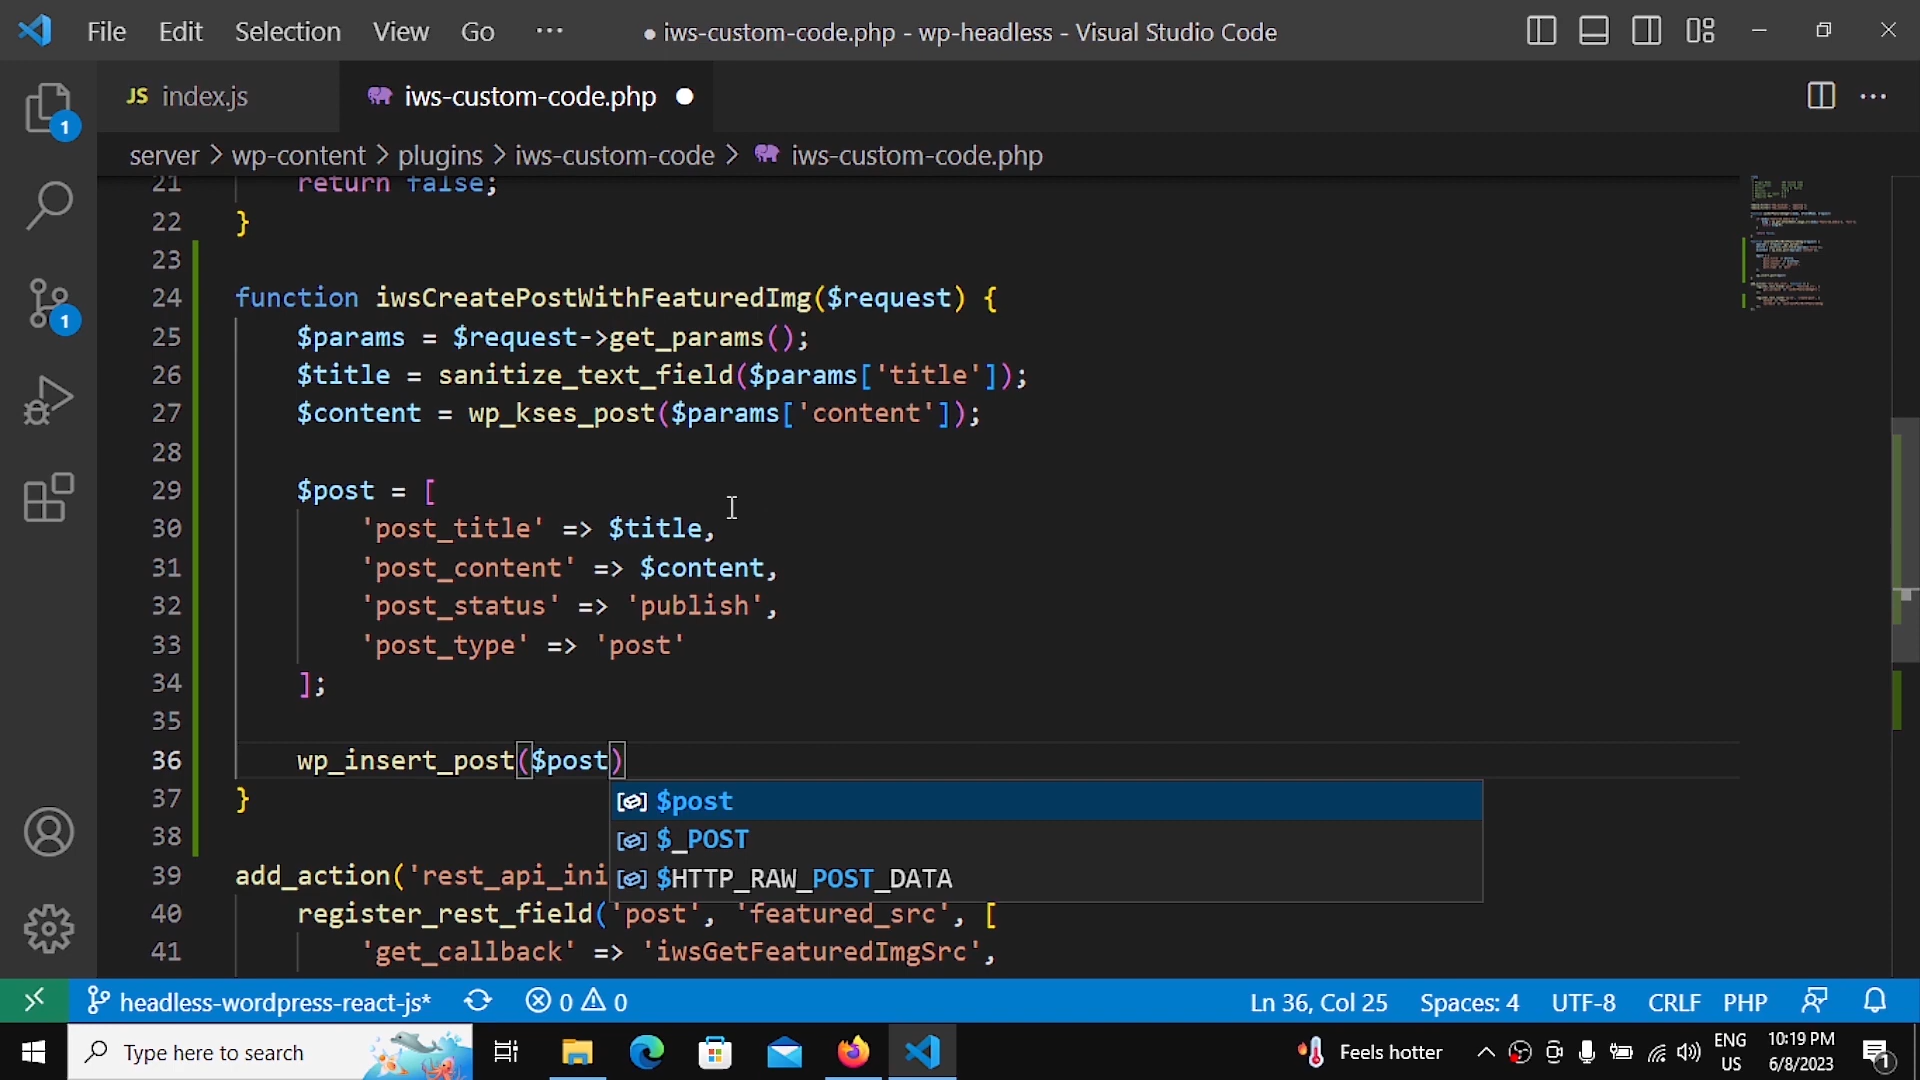 File Edit Selection View Go ··· ● iws-custom-code.php - wp-headless - Visual Studio Code
JS index.js iws-custom-code.php ●
server > wp-content > plugins > iws-custom-code > iws-custom-code.php
21 return false;
22 }
23
24 function iwsCreatePostWithFeaturedImg($request) {
25 $params = $request->get_params();
26 $title = sanitize_text_field($params['title']);
27 $content = wp_kses_post($params['content']);
28
29 $post = [
30 'post_title' => $title,
31 'post_content' => $content,
32 'post_status' => 'publish',
33 'post_type' => 'post'
34 ];
35
36 wp_insert_post($post)
37 }
$post
38
$_POST
39 add_action('rest_api_ini
$HTTP_RAW_POST_DATA
40 register_rest_field('post', 'featured_src', [
41 'get_callback' => 'iwsGetFeaturedImgSrc',
1
1
headless-wordpress-react-js* 0 0 Ln 36, Col 25 Spaces: 4 UTF-8 CRLF PHP
Type here to search Feels hotter ENG US 10:19 PM 6/8/2023 1